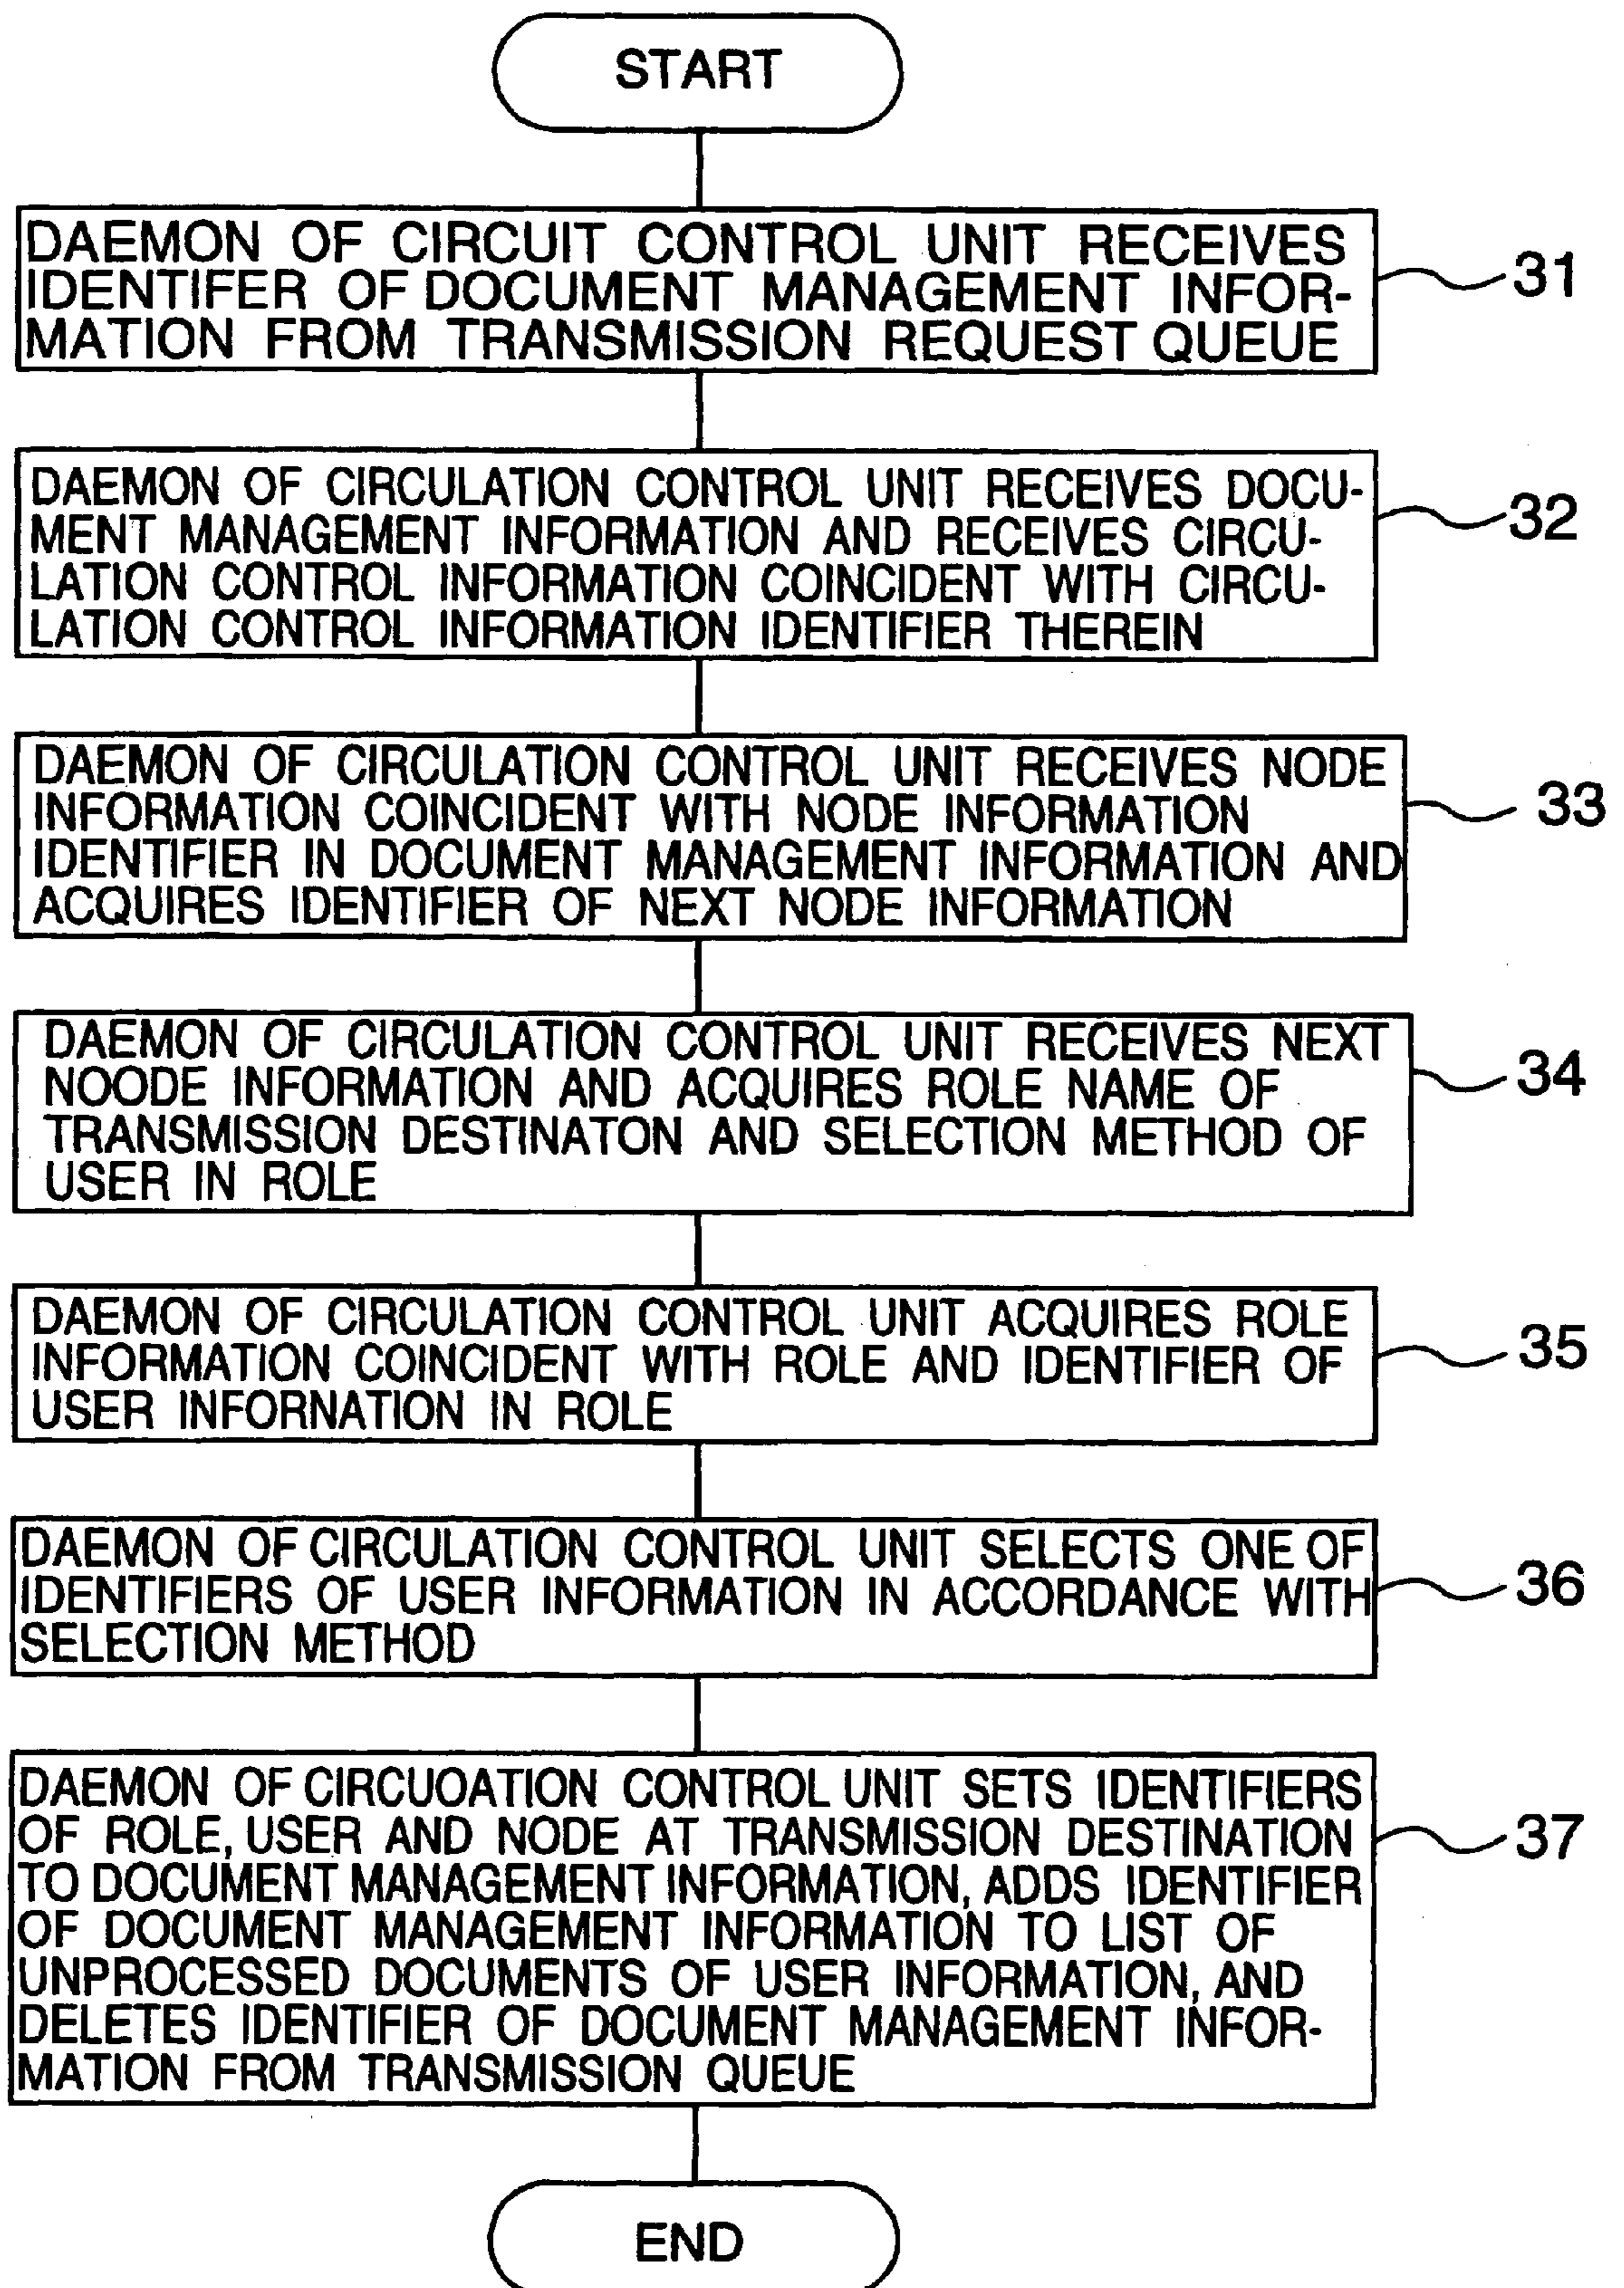 START
DAEMON OF CIRCUIT CONTROL UNIT RECEIVES
IDENTIFER OF DOCUMENT MANAGEMENT INFOR-
MATION FROM TRANSMISSION REQUEST QUEUE
31
DAEMON OF CIRCULATION CONTROL UNIT RECEIVES DOCU-
MENT MANAGEMENT INFORMATION AND RECEIVES CIRCU-
LATION CONTROL INFORMATION COINCIDENT WITH CIRCU-
LATION CONTROL INFORMATION IDENTIFIER THEREIN
32
DAEMON OF CIRCULATION CONTROL UNIT RECEIVES NODE
INFORMATION COINCIDENT WITH NODE INFORMATION
IDENTIFIER IN DOCUMENT MANAGEMENT INFORMATION AND
ACQUIRES IDENTIFIER OF NEXT NODE INFORMATION
33
DAEMON OF CIRCULATION CONTROL UNIT RECEIVES NEXT
NOODE INFORMATION AND ACQUIRES ROLE NAME OF
TRANSMISSION DESTINATON AND SELECTION METHOD OF
USER IN ROLE
34
DAEMON OF CIRCULATION CONTROL UNIT ACQUIRES ROLE
INFORMATION COINCIDENT WITH ROLE AND IDENTIFIER OF
USER INFORNATION IN ROLE
35
DAEMON OF CIRCULATION CONTROL UNIT SELECTS ONE OF
IDENTIFIERS OF USER INFORMATION IN ACCORDANCE WITH
SELECTION METHOD
36
DAEMON OF CIRCUOATION CONTROL UNIT SETS IDENTIFIERS
OF ROLE, USER AND NODE AT TRANSMISSION DESTINATION
TO DOCUMENT MANAGEMENT INFORMATION, ADDS IDENTIFIER
OF DOCUMENT MANAGEMENT INFORMATION TO LIST OF
UNPROCESSED DOCUMENTS OF USER INFORMATION, AND
DELETES IDENTIFIER OF DOCUMENT MANAGEMENT INFOR-
MATION FROM TRANSMISSION QUEUE
37
END